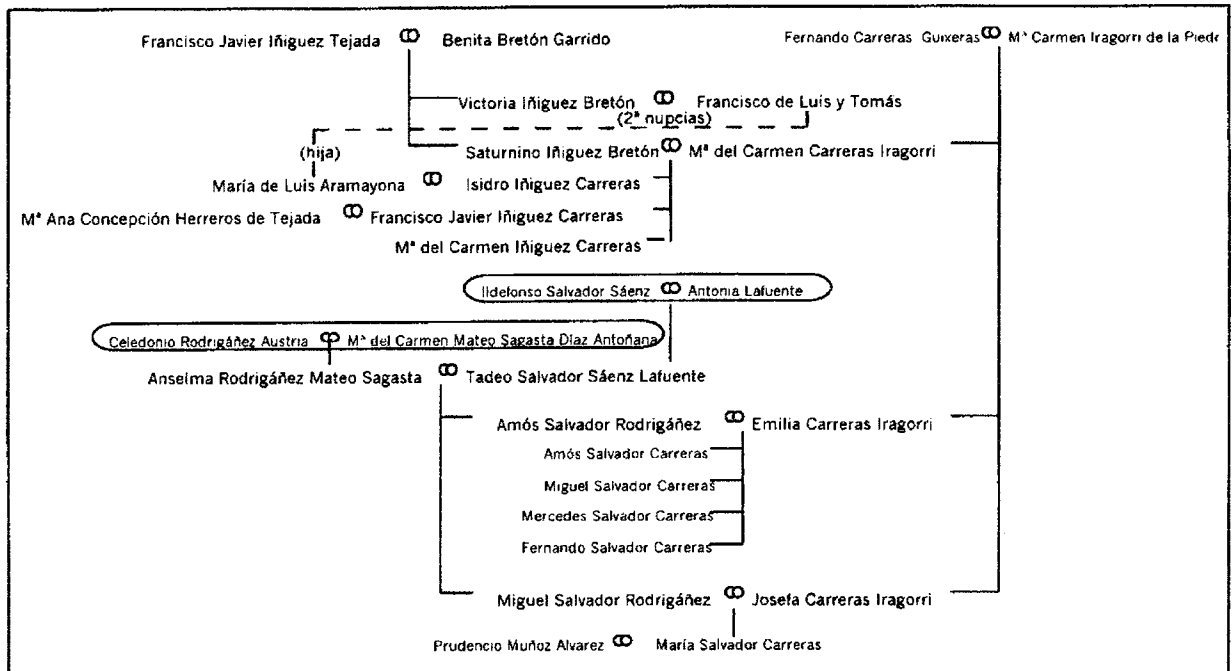 Francisco Javier Iñiguez Tejada Benita Bretón Garrido Fernando Carreras Guixeras Mª Carmen Iragorri de la Piedr
Victoria Iñiguez Bretón Francisco de Luis y Tomás
(2ª nupcias)
(hija) Saturnino Iñiguez Bretón Mª del Carmen Carreras Iragorri
María de Luis Aramayona Isidro Iñiguez Carreras
Mª Ana Concepción Herreros de Tejada Francisco Javier Iñiguez Carreras
Mª del Carmen Iñiguez Carreras
Ildefonso Salvador Sáenz Antonia Lafuente
Celedonio Rodrigáñez Austria Mª del Carmen Mateo Sagasta Díaz Antoñana
Anselma Rodrigáñez Mateo Sagasta Tadeo Salvador Sáenz Lafuente
Amós Salvador Rodrigáñez Emilia Carreras Iragorri
Amós Salvador Carreras
Miguel Salvador Carreras
Mercedes Salvador Carreras
Fernando Salvador Carreras
Miguel Salvador Rodrigáñez Josefa Carreras Iragorri
Prudencio Muñoz Alvarez María Salvador Carreras